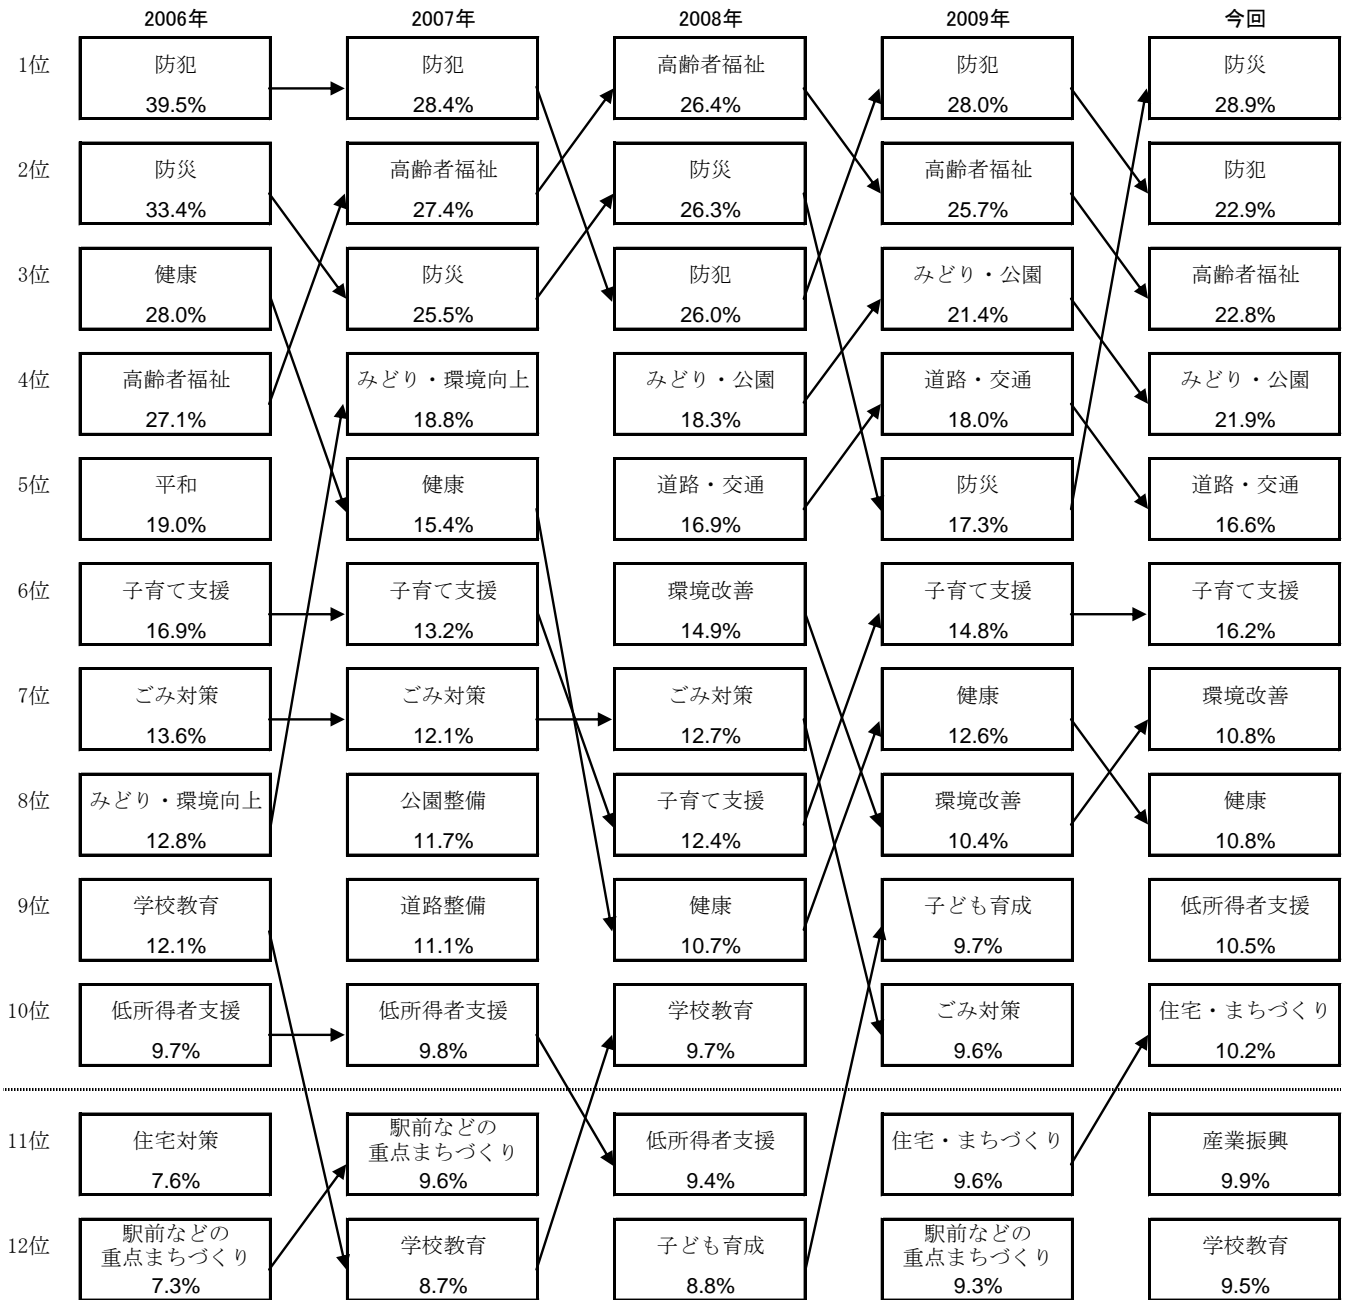 2006年 2007年 2008年 2009年 今回
1位 防犯 防犯 高齢者福祉 防犯 防災
39.5% 28.4% 26.4% 28.0% 28.9%
2位 防災 高齢者福祉 防災 高齢者福祉 防犯
33.4% 27.4% 26.3% 25.7% 22.9%
3位 健康 防災 防犯 みどり・公園 高齢者福祉
28.0% 25.5% 26.0% 21.4% 22.8%
4位 高齢者福祉 みどり・環境向上 みどり・公園 道路・交通 みどり・公園
27.1% 18.8% 18.3% 18.0% 21.9%
5位 平和 健康 道路・交通 防災 道路・交通
19.0% 15.4% 16.9% 17.3% 16.6%
6位 子育て支援 子育て支援 環境改善 子育て支援 子育て支援
16.9% 13.2% 14.9% 14.8% 16.2%
7位 ごみ対策 ごみ対策 ごみ対策 健康 環境改善
13.6% 12.1% 12.7% 12.6% 10.8%
8位 みどり・環境向上 公園整備 子育て支援 環境改善 健康
12.8% 11.7% 12.4% 10.4% 10.8%
9位 学校教育 道路整備 健康 子ども育成 低所得者支援
12.1% 11.1% 10.7% 9.7% 10.5%
10位 低所得者支援 低所得者支援 学校教育 ごみ対策 住宅・まちづくり
9.7% 9.8% 9.7% 9.6% 10.2%
11位 住宅対策 駅前などの 低所得者支援 住宅・まちづくり 産業振興
重点まちづくり
7.6% 9.6% 9.4% 9.6% 9.9%
12位 駅前などの 学校教育 子ども育成 駅前などの 学校教育
重点まちづくり 重点まちづくり
7.3% 8.7% 8.8% 9.3% 9.5%